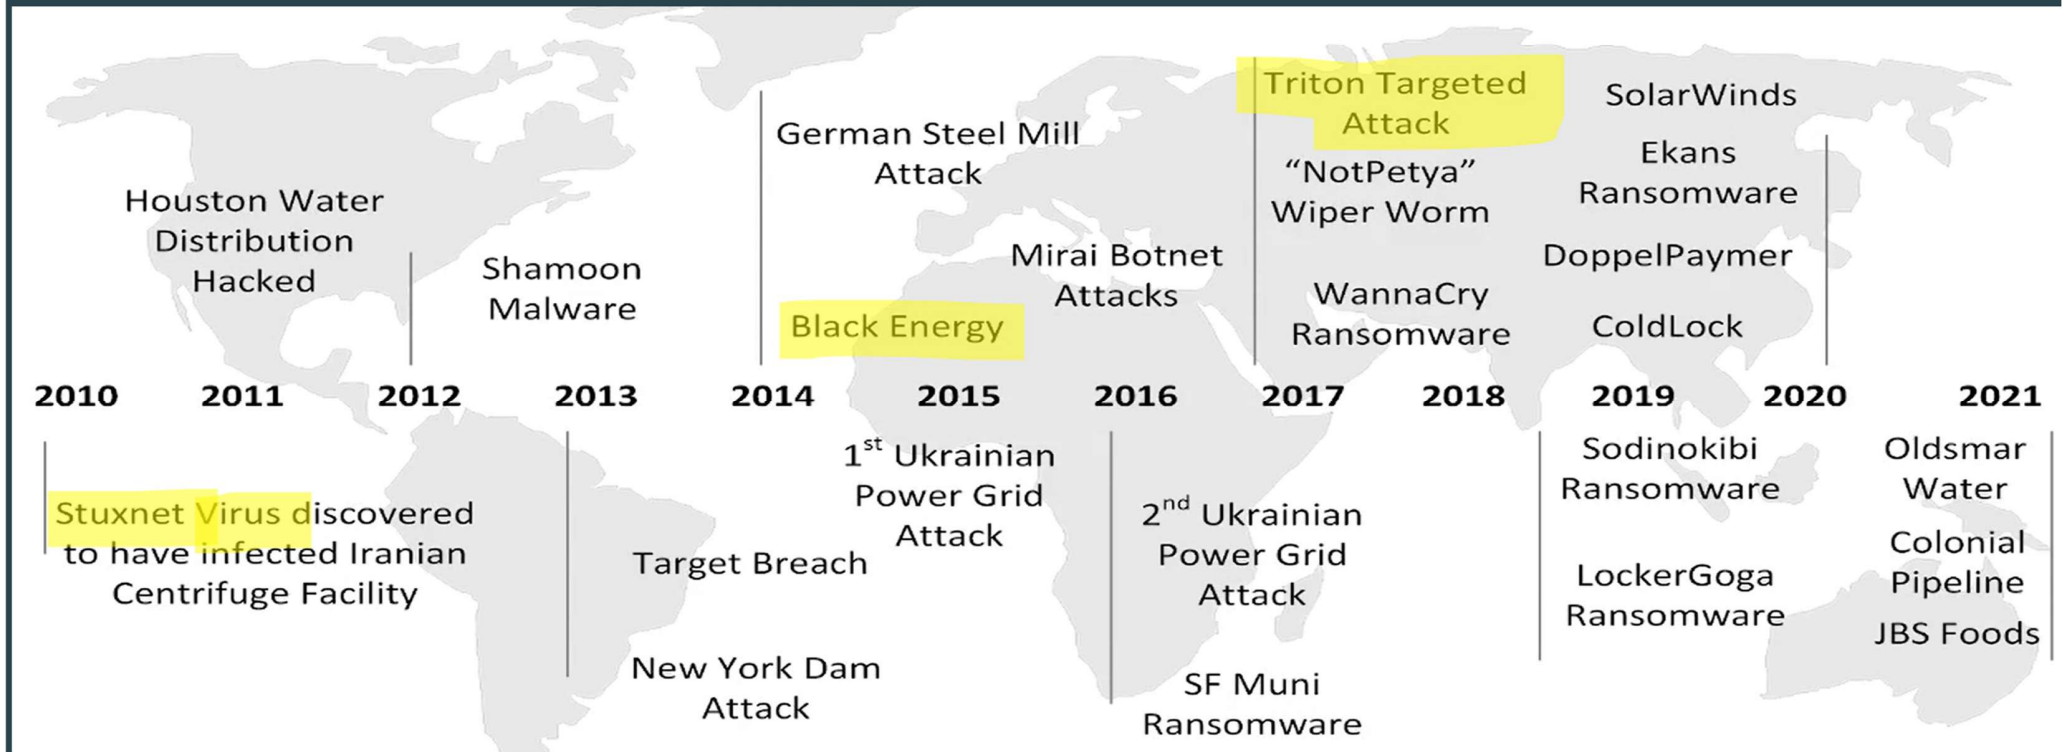 Houston Water
Distribution
Hacked
Shamoon
Malware
German Steel Mill
Attack
Black Energy
Mirai Botnet
Attacks
Triton Targeted
Attack
“NotPetya”
Wiper Worm
WannaCry
Ransomware
SolarWinds
Ekans
Ransomware
DoppelPaymer
ColdLock
2010 2011 2012 2013 2014 2015 2016 2017 2018 2019 2020 2021
Stuxnet Virus discovered
to have infected Iranian
Centrifuge Facility
Target Breach
New York Dam
Attack
1st Ukrainian
Power Grid
Attack
2nd Ukrainian
Power Grid
Attack
SF Muni
Ransomware
Sodinokibi
Ransomware
LockerGoga
Ransomware
Oldsmar
Water
Colonial
Pipeline
JBS Foods